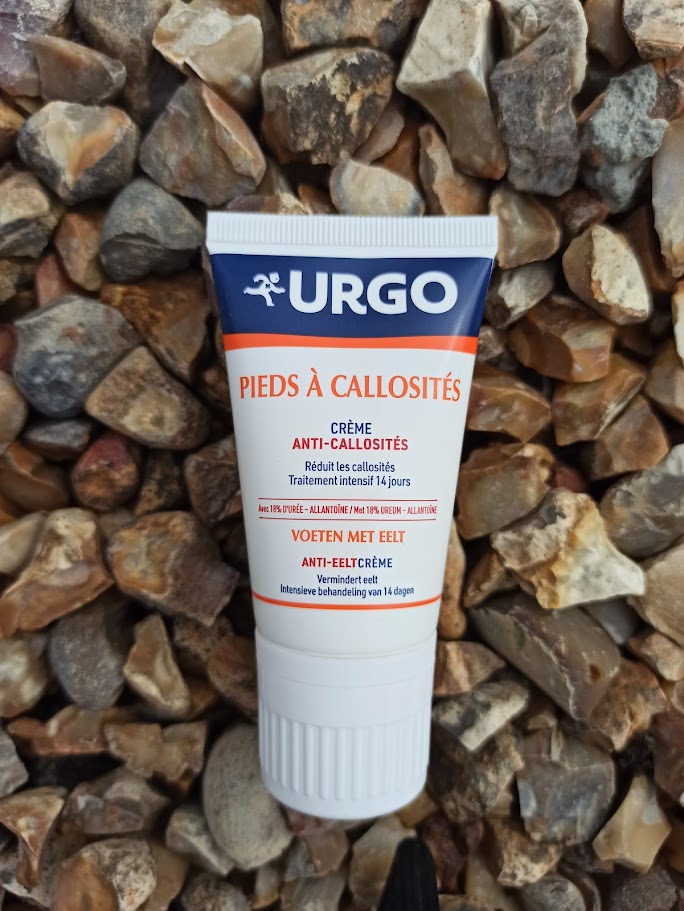 URGO
PIEDS À CALLOSITÉS
CRÈME
ANTI-CALLOSITÉS
Réduit les callosités
Traitement intensif 14 jours
Avec 18% D'URÉE - ALLANTOÏNE / Met 18% UREUM - ALLANTOÏNE
VOETEN MET EELT
ANTI-EELTCRÈME
Vermindert eelt
Intensieve behandeling van 14 dagen